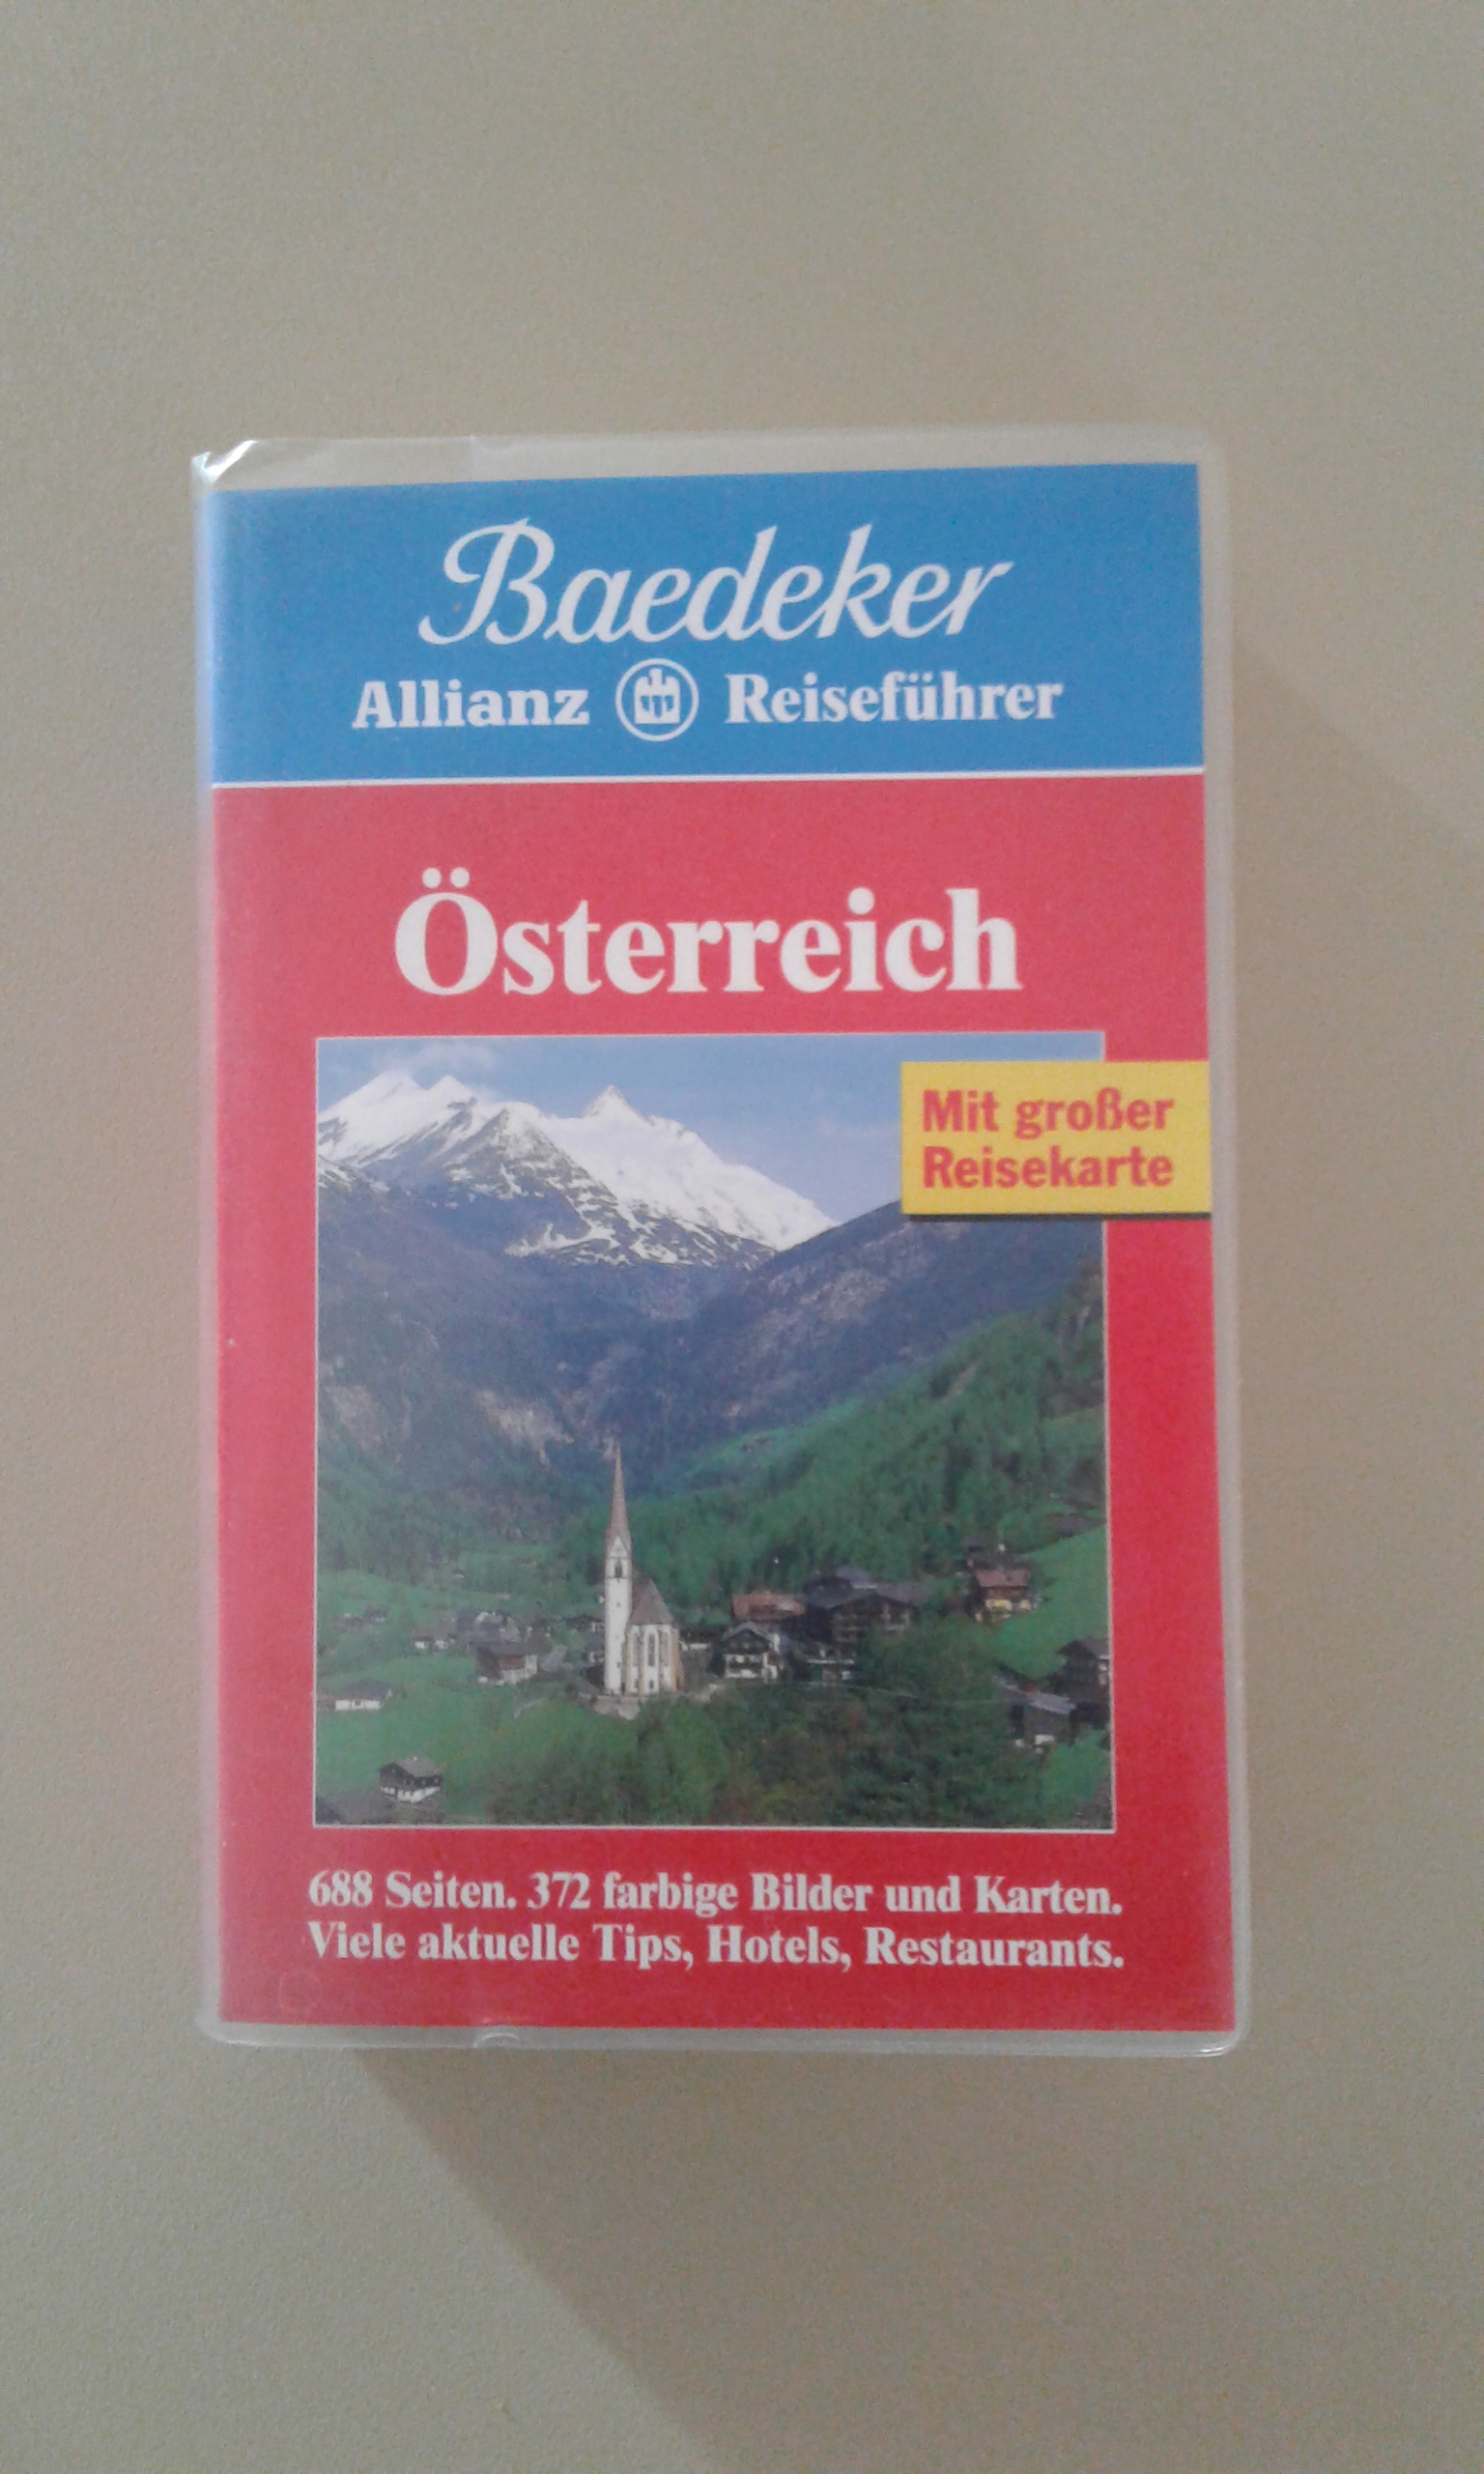 Baedeker
Allianz Reiseführer
Österreich
Mit großer
Reisekarte
688 Seiten. 372 farbige Bilder und Karten.
Viele aktuelle Tips, Hotels, Restaurants.